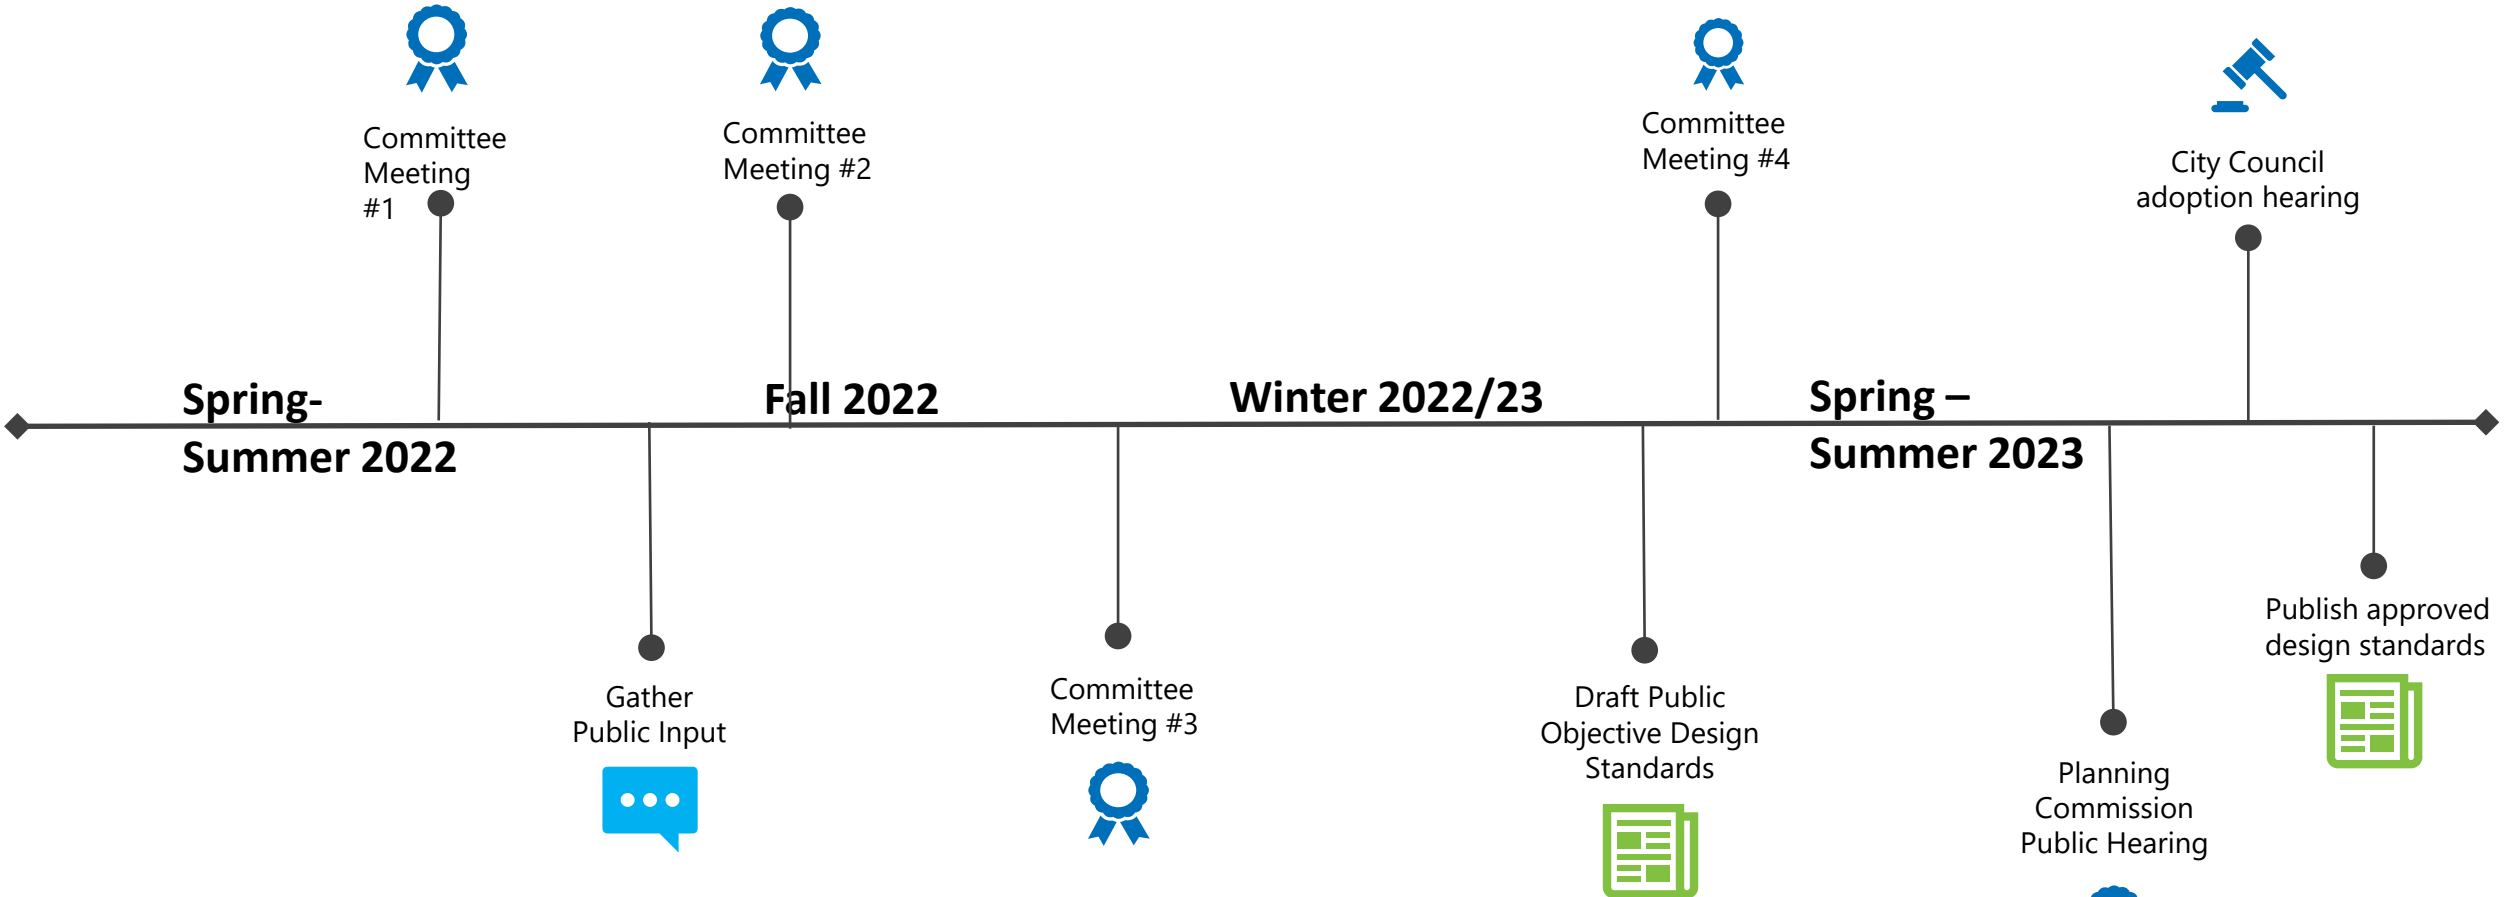 Committee
Meeting
#1
Committee
Meeting #2
Committee
Meeting #4
City Council
adoption hearing
Spring-
Summer 2022
Fall 2022
Winter 2022/23
Spring –
Summer 2023
Gather
Public Input
Committee
Meeting #3
Draft Public
Objective Design
Standards
Planning
Commission
Public Hearing
Publish approved
design standards